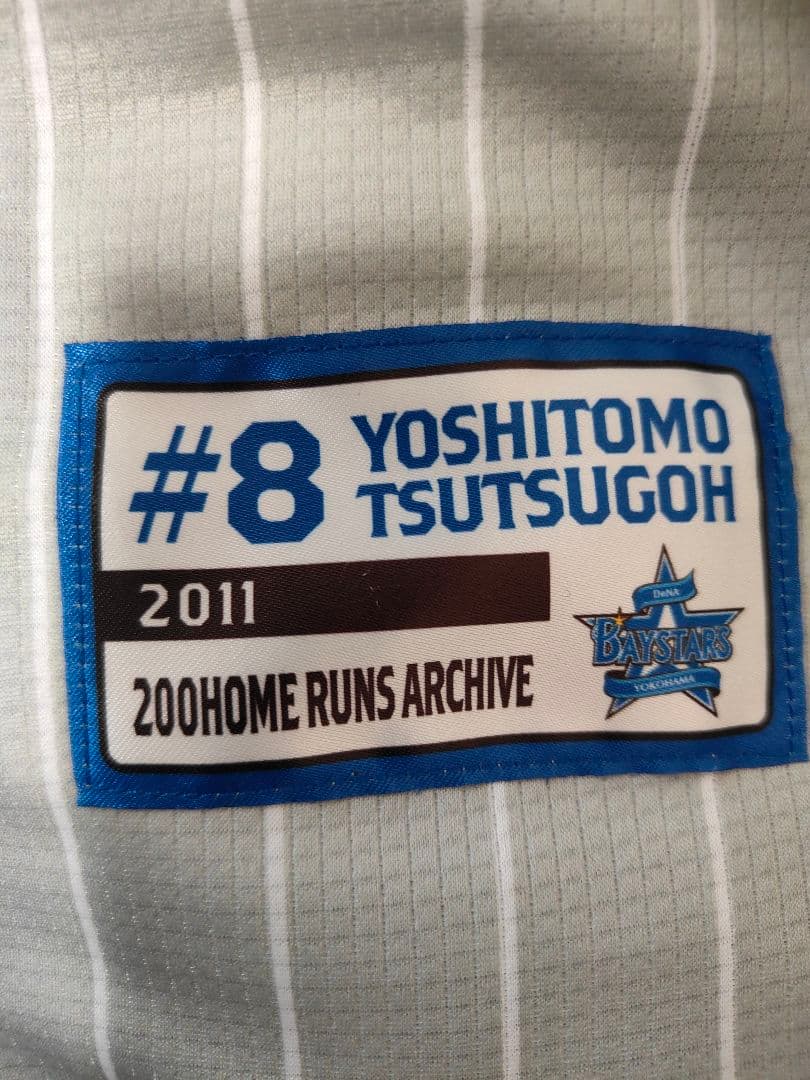 #8 YOSHITOMO
TSUTSUGOH
2011
200HOME RUNS ARCHIVE
DeNA
BAYSTARS
YOKOHAMA